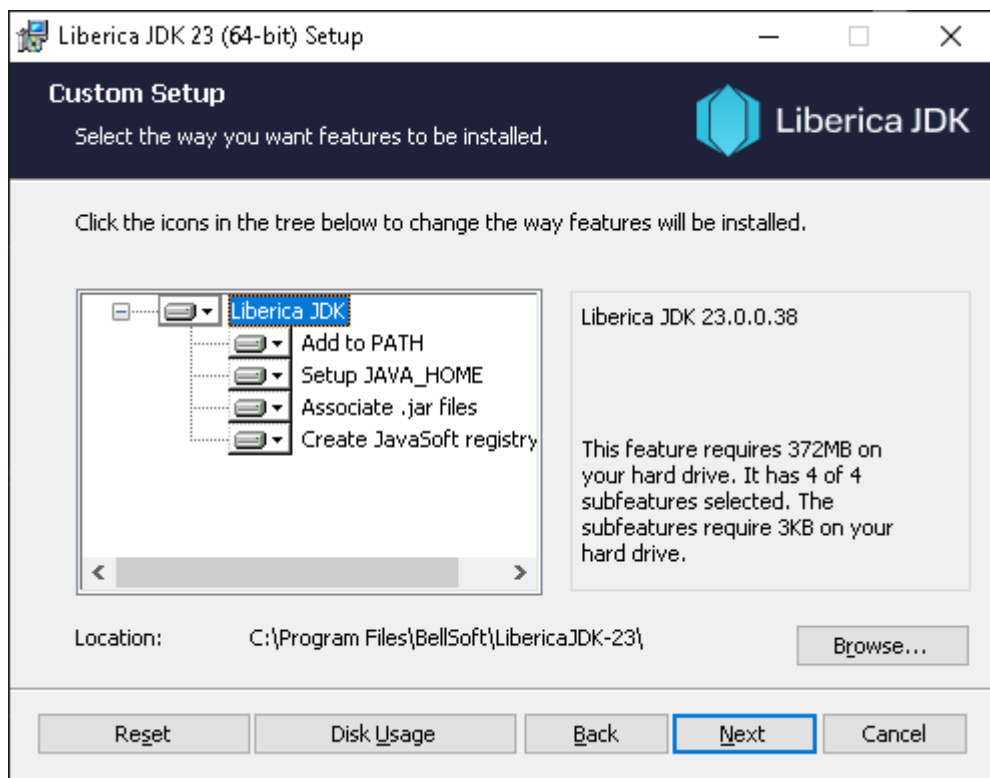 Liberica JDK 23 (64-bit) Setup
Custom Setup
Select the way you want features to be installed.
Liberica JDK
Click the icons in the tree below to change the way features will be installed.
Liberica JDK
Add to PATH
Setup JAVA_HOME
Associate .jar files
Create JavaSoft registry
Liberica JDK 23.0.0.38
This feature requires 372MB on
your hard drive. It has 4 of 4
subfeatures selected. The
subfeatures require 3KB on your
hard drive.
Location: C:\Program Files\BellSoft\LibericaJDK-23\
Browse...
Reset Disk Usage Back Next Cancel